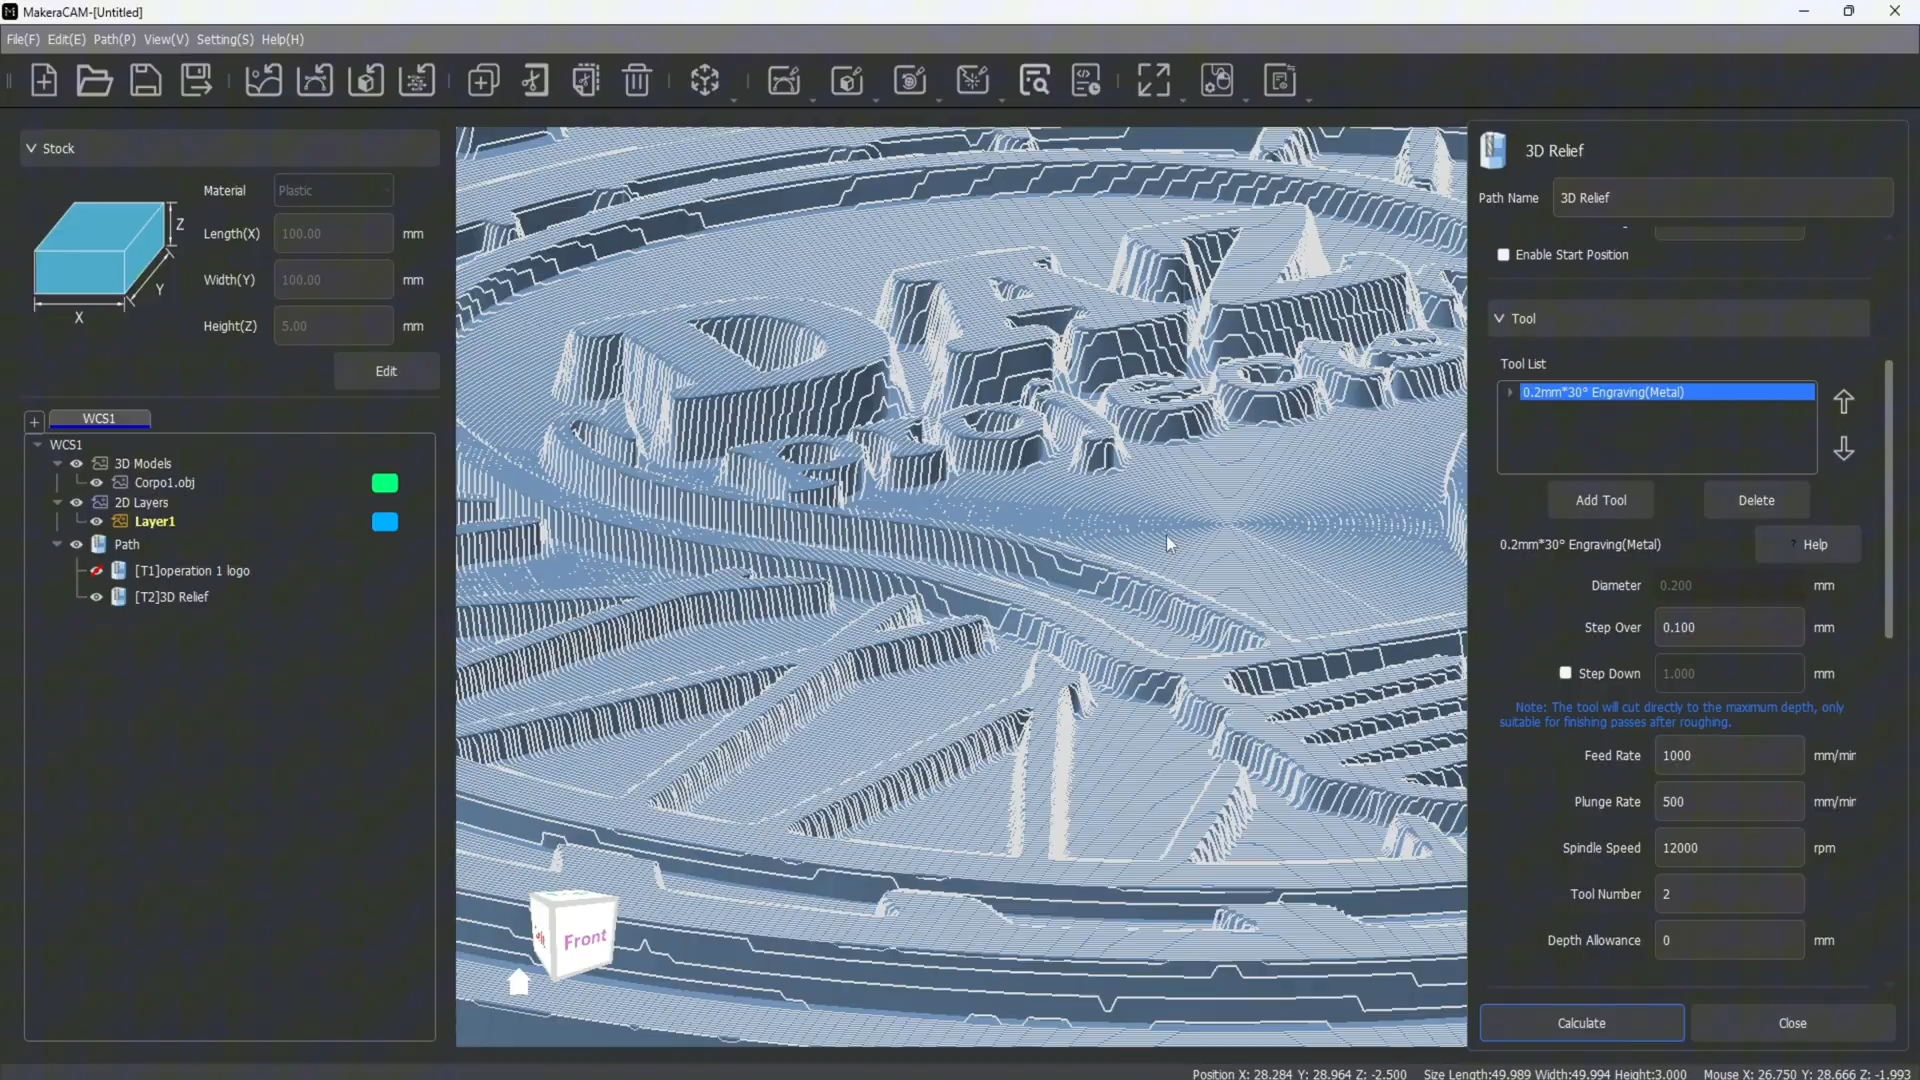 MakeraCAM-[Untitled]
File(F) Edit(E) Path(P) View(V) Setting(S) Help(H)
Stock
Material Plastic
Length(X) 100.00 mm
Width(Y) 100.00 mm
Height(Z) 5.00 mm
Z
Y
X
Edit
+ WCS1
WCS1
3D Models
Corpo1.obj
2D Layers
Layer1
Path
[T1]operation 1 logo
[T2]3D Relief
Front
3D Relief
Path Name 3D Relief
Enable Start Position
Tool
Tool List
0.2mm*30° Engraving(Metal)
Add Tool Delete
0.2mm*30° Engraving(Metal) ? Help
Diameter 0.200 mm
Step Over 0.100 mm
Step Down 1.000 mm
Note: The tool will cut directly to the maximum depth, only
suitable for finishing passes after roughing.
Feed Rate 1000 mm/min
Plunge Rate 500 mm/min
Spindle Speed 12000 rpm
Tool Number 2
Depth Allowance 0 mm
Calculate Close
Position X: 28.284 Y: 28.964 Z: -2.500 Size Length:49.989 Width:49.994 Height:3.000 Mouse X: 26.750 Y: 28.666 Z: -1.993